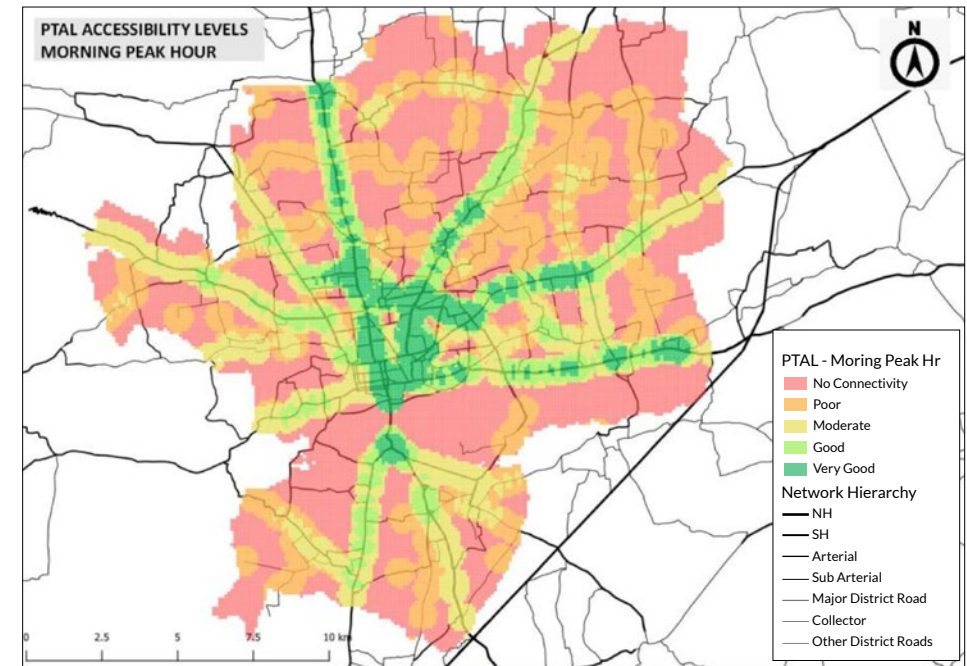 PTAL ACCESSIBILITY LEVELS
MORNING PEAK HOUR
N
PTAL - Moring Peak Hr
No Connectivity
Poor
Moderate
Good
Very Good
Network Hierarchy
NH
SH
Arterial
Sub Arterial
Major District Road
Collector
Other District Roads
0 2.5 5 7.5 10 km